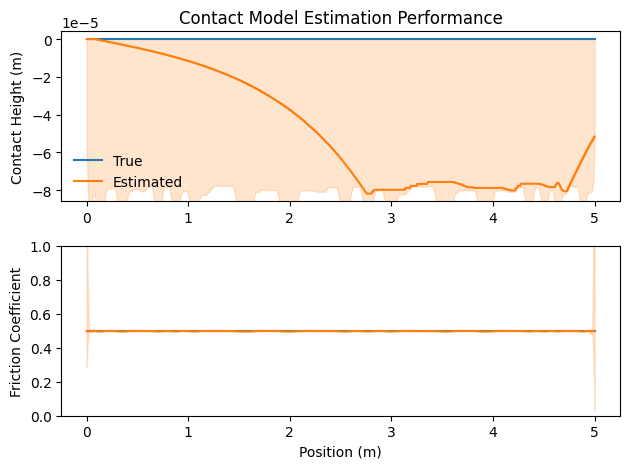 Contact Model Estimation Performance
1e−5
0
−2
−4
−6
−8
Contact Height (m)
True
Estimated
0 1 2 3 4 5
1.0
0.8
0.6
0.4
0.2
0.0
Friction Coefficient
0 1 2 3 4 5
Position (m)